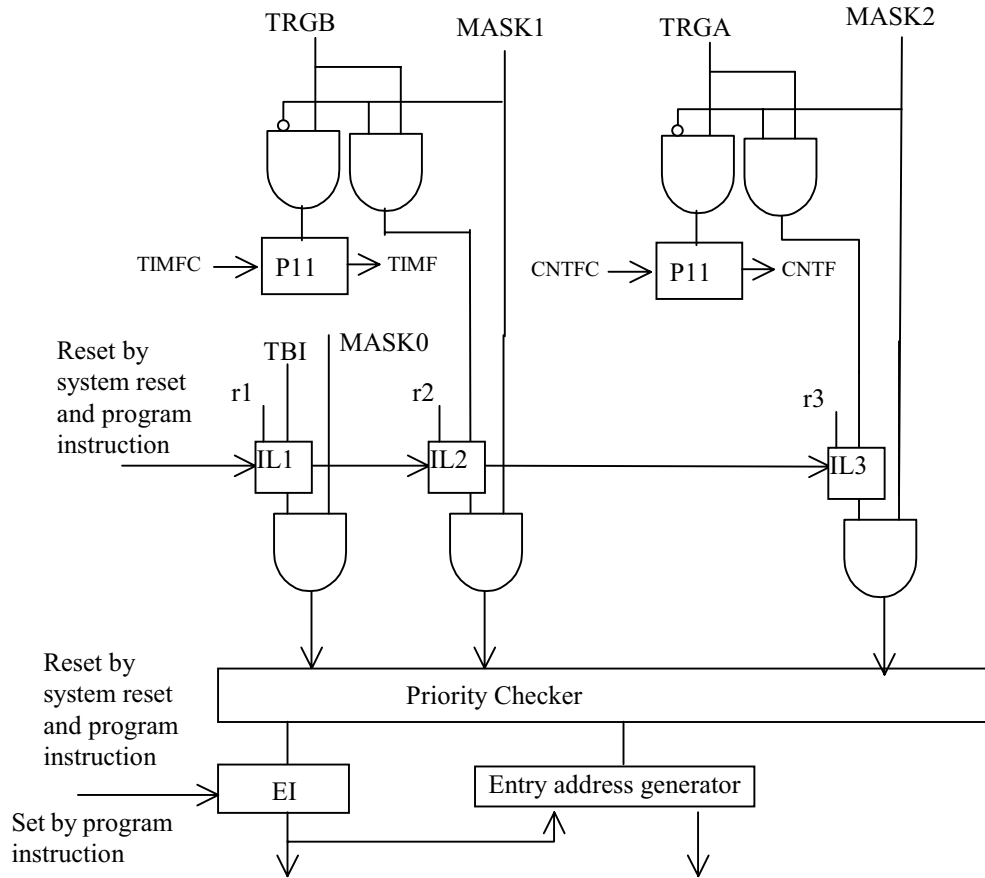 TRGB
MASK1
TRGA
MASK2
TIMFC
P11
TIMF
CNTFC
P11
CNTF
Reset by
system reset
and program
instruction
TBI
MASK0
r1
r2
r3
IL1
IL2
IL3
Reset by
system reset
and program
instruction
Priority Checker
EI
Entry address generator
Set by program
instruction